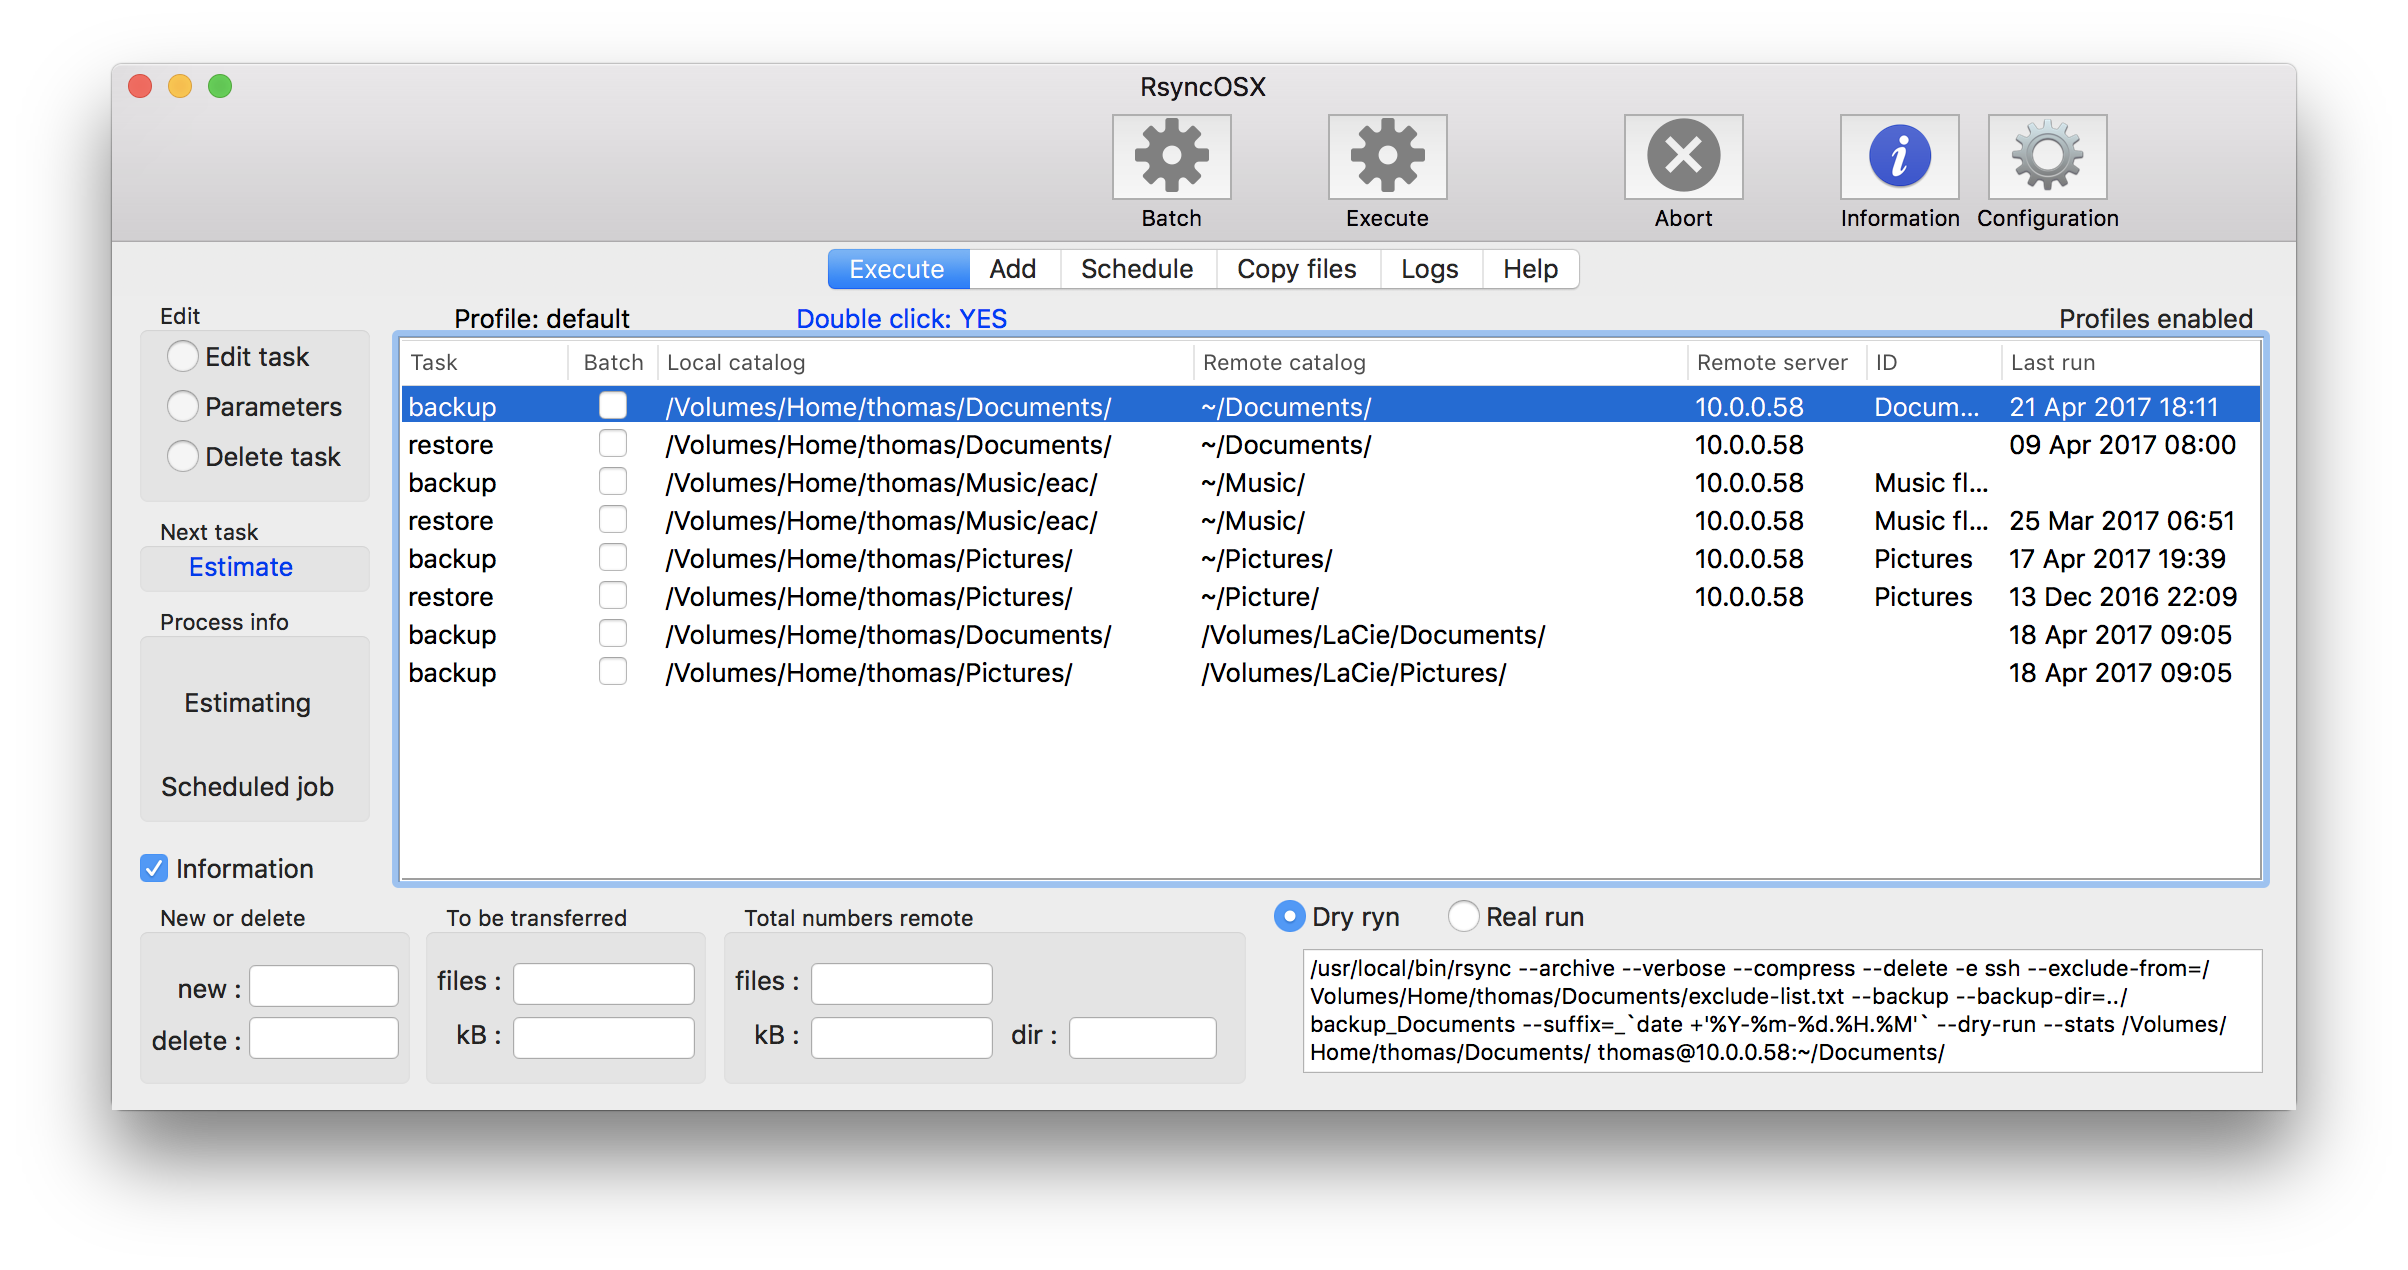 RsyncOSX
Batch
Execute
Abort
Information
Configuration
Execute Add Schedule Copy files Logs Help
Profile: default Double click: YES Profiles enabled
Edit
Edit task
Parameters
Delete task
Next task
Estimate
Process info
Estimating
Scheduled job
Information
Task Batch Local catalog Remote catalog Remote server ID Last run
backup /Volumes/Home/thomas/Documents/ ~/Documents/ 10.0.0.58 Docum... 21 Apr 2017 18:11
restore /Volumes/Home/thomas/Documents/ ~/Documents/ 10.0.0.58 09 Apr 2017 08:00
backup /Volumes/Home/thomas/Music/eac/ ~/Music/ 10.0.0.58 Music fl...
restore /Volumes/Home/thomas/Music/eac/ ~/Music/ 10.0.0.58 Music fl... 25 Mar 2017 06:51
backup /Volumes/Home/thomas/Pictures/ ~/Pictures/ 10.0.0.58 Pictures 17 Apr 2017 19:39
restore /Volumes/Home/thomas/Pictures/ ~/Picture/ 10.0.0.58 Pictures 13 Dec 2016 22:09
backup /Volumes/Home/thomas/Documents/ /Volumes/LaCie/Documents/ 18 Apr 2017 09:05
backup /Volumes/Home/thomas/Pictures/ /Volumes/LaCie/Pictures/ 18 Apr 2017 09:05
New or delete
new :
delete :
To be transferred
files :
kB :
Total numbers remote
files :
kB : dir :
Dry ryn Real run
/usr/local/bin/rsync --archive --verbose --compress --delete -e ssh --exclude-from=/
Volumes/Home/thomas/Documents/exclude-list.txt --backup --backup-dir=../
backup_Documents --suffix=_`date +'%Y-%m-%d.%H.%M'` --dry-run --stats /Volumes/
Home/thomas/Documents/ thomas@10.0.0.58:~/Documents/